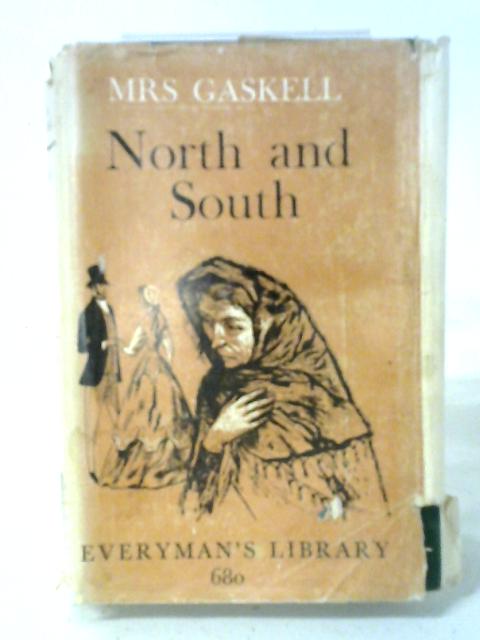 MRS GASKELL
North and
South
EVERYMAN'S LIBRARY
680